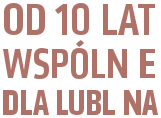 OD 10 LAT
WSPÓLN E
DLA LUBL NA